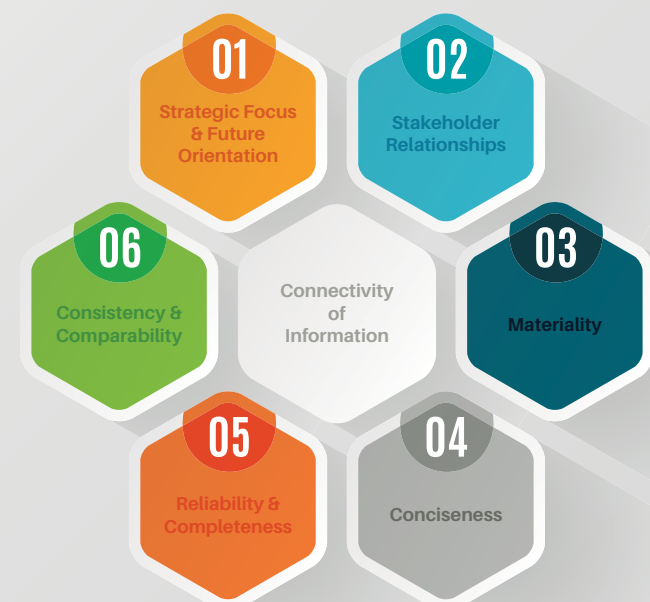 01
Strategic Focus
& Future
Orientation
02
Stakeholder
Relationships
03
Materiality
04
Conciseness
05
Reliability &
Completeness
06
Consistency &
Comparability
Connectivity
of
Information